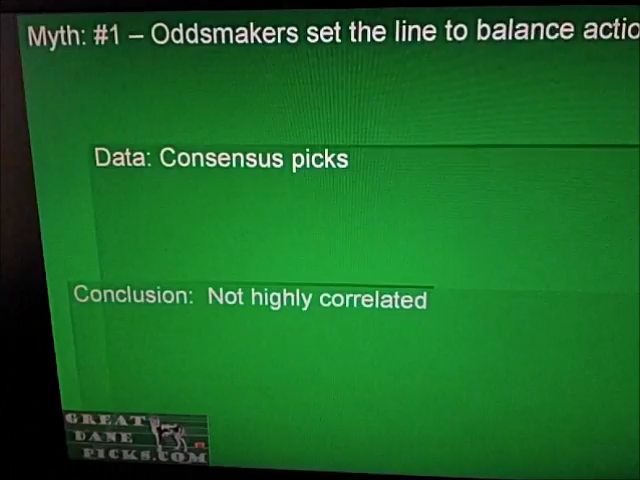 Myth: #1 – Oddsmakers set the line to balance actio
Data: Consensus picks
Conclusion: Not highly correlated
GREAT
DANE
PICKS.COM